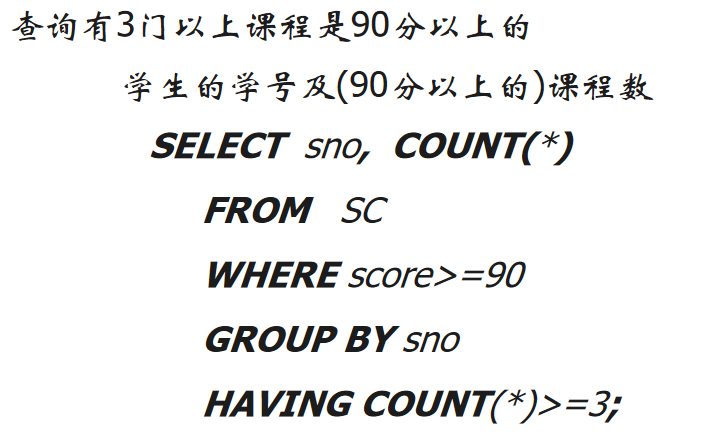 查询有3门以上课程是90分以上的
学生的学号及(90分以上的)课程数
SELECT sno, COUNT(*)
FROM SC
WHERE score>=90
GROUP BY sno
HAVING COUNT(*)>=3;